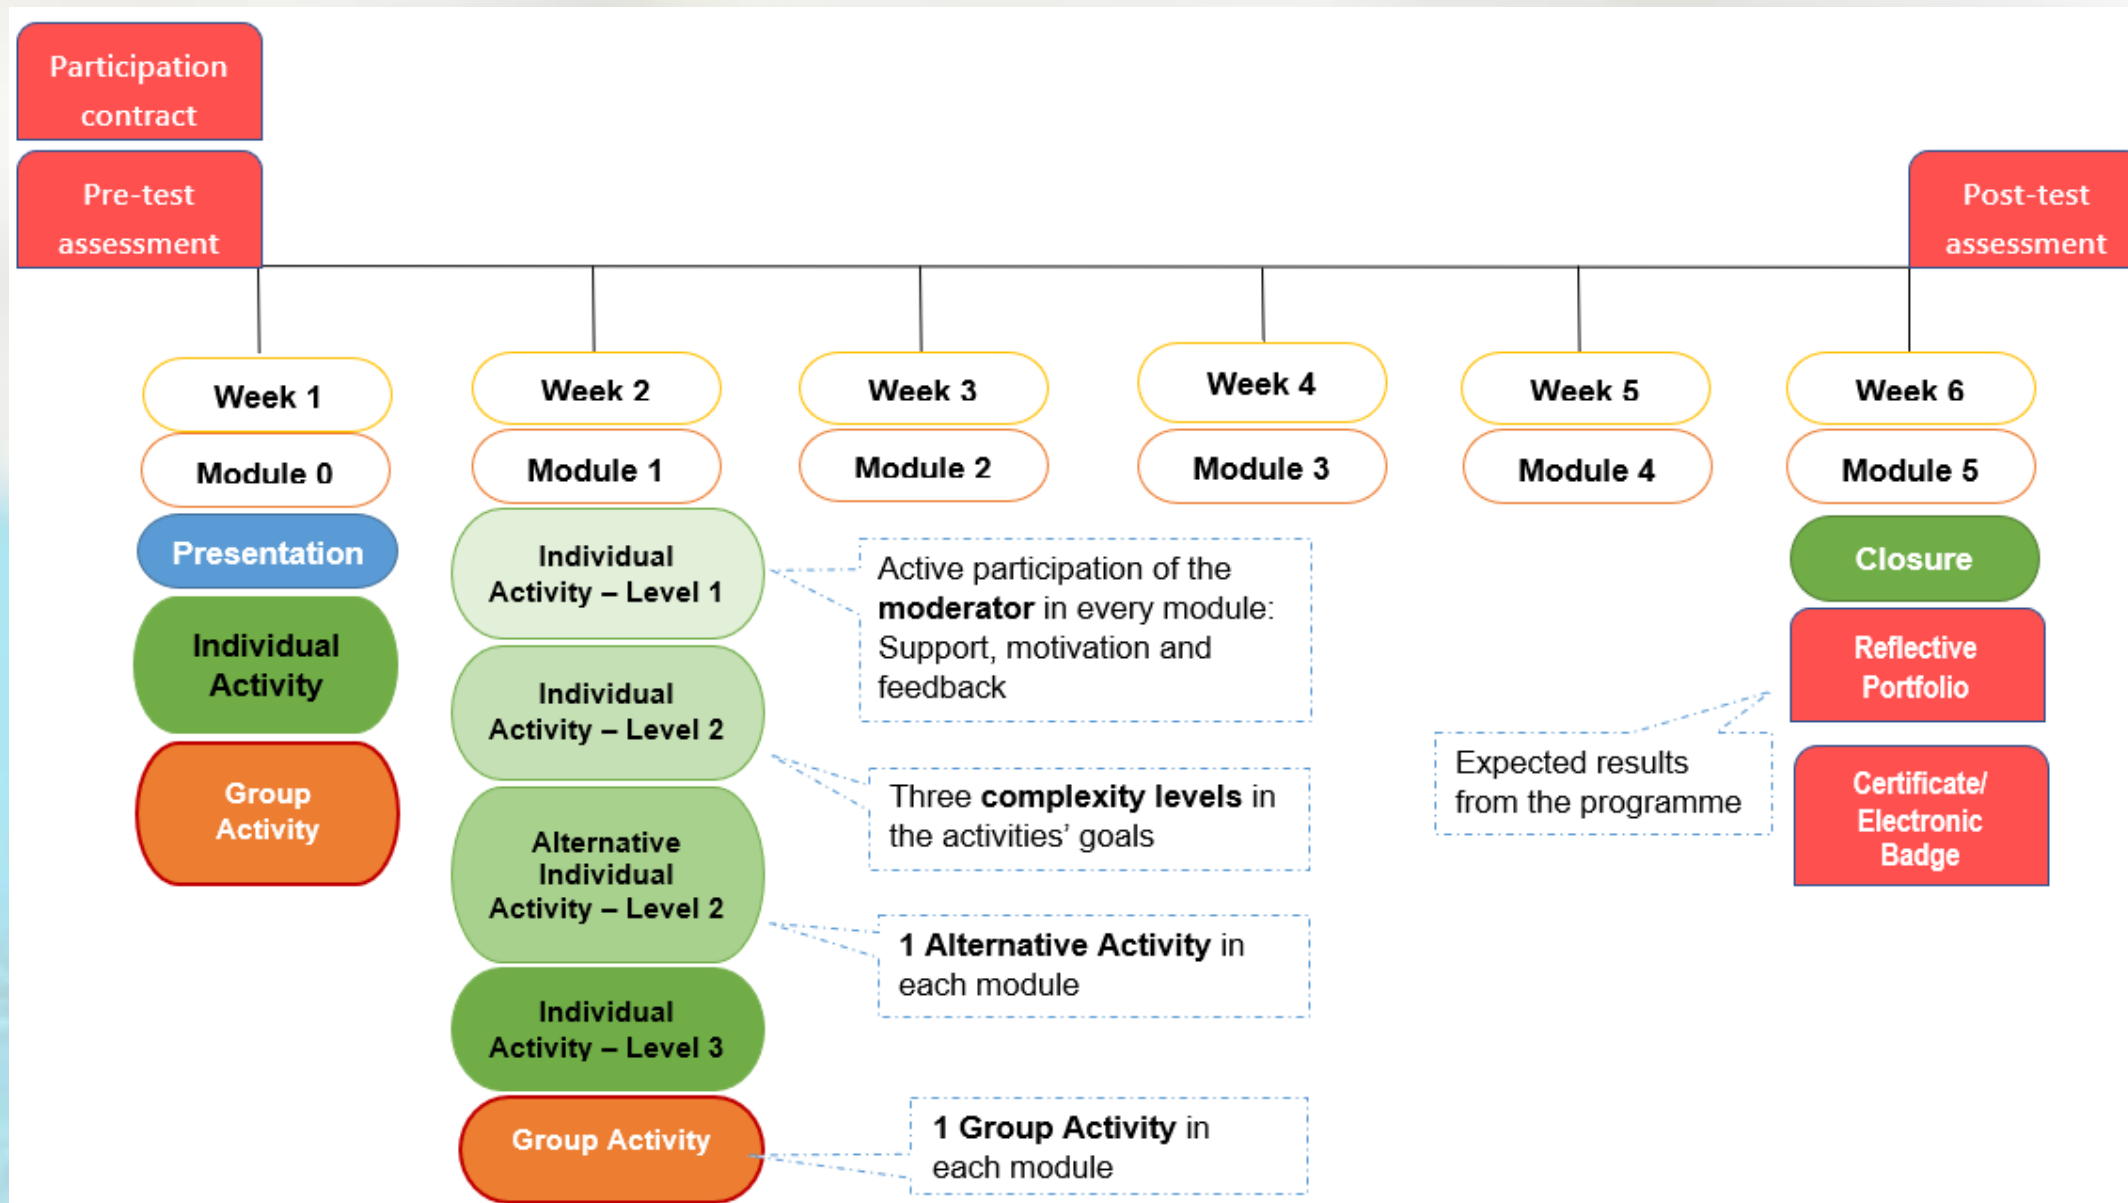 Participation
contract
Pre-test
assessment
Post-test
assessment
Week 1
Week 2
Week 3
Week 4
Week 5
Week 6
Module 0
Module 1
Module 2
Module 3
Module 4
Module 5
Presentation
Individual
Activity
Group
Activity
Individual
Activity – Level 1
Individual
Activity – Level 2
Alternative
Individual
Activity – Level 2
Individual
Activity – Level 3
Group Activity
Active participation of the
moderator in every module:
Support, motivation and
feedback
Three complexity levels in
the activities’ goals
1 Alternative Activity in
each module
1 Group Activity in
each module
Expected results
from the programme
Closure
Reflective
Portfolio
Certificate/
Electronic
Badge